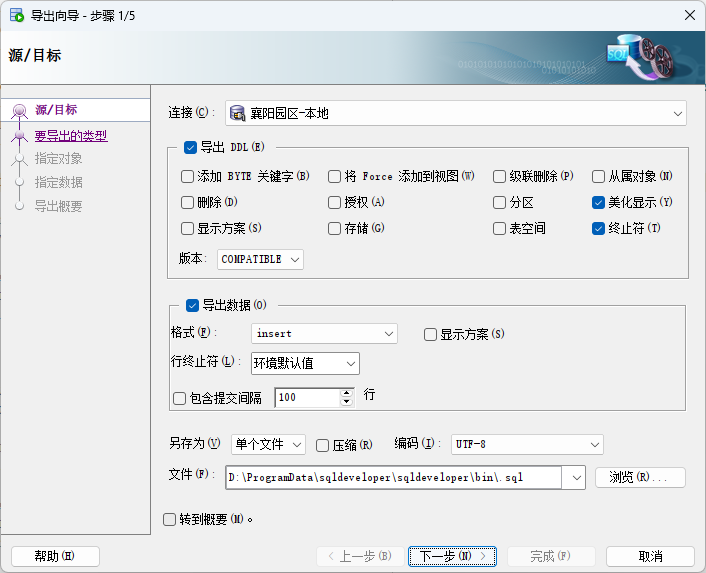 导出向导 - 步骤 1/5
源/目标
0101010101010101010101010101
0101010101
SQL
源/目标
要导出的类型
指定对象
指定数据
导出概要
连接(C): 襄阳园区-本地
导出 DDL(E)
添加 BYTE 关键字(B) 将 Force 添加到视图(W) 级联删除(P) 从属对象(N)
删除(D) 授权(A) 分区 美化显示(Y)
显示方案(S) 存储(G) 表空间 终止符(T)
版本: COMPATIBLE
导出数据(O)
格式(F): insert 显示方案(S)
行终止符(L): 环境默认值
包含提交间隔 100 行
另存为(V) 单个文件 压缩(R) 编码(I): UTF-8
文件(F): D:\ProgramData\sqldeveloper\sqldeveloper\bin\.sql 浏览(R)...
转到概要(M)。
帮助(H) < 上一步(B) 下一步(N) > 完成(F) 取消